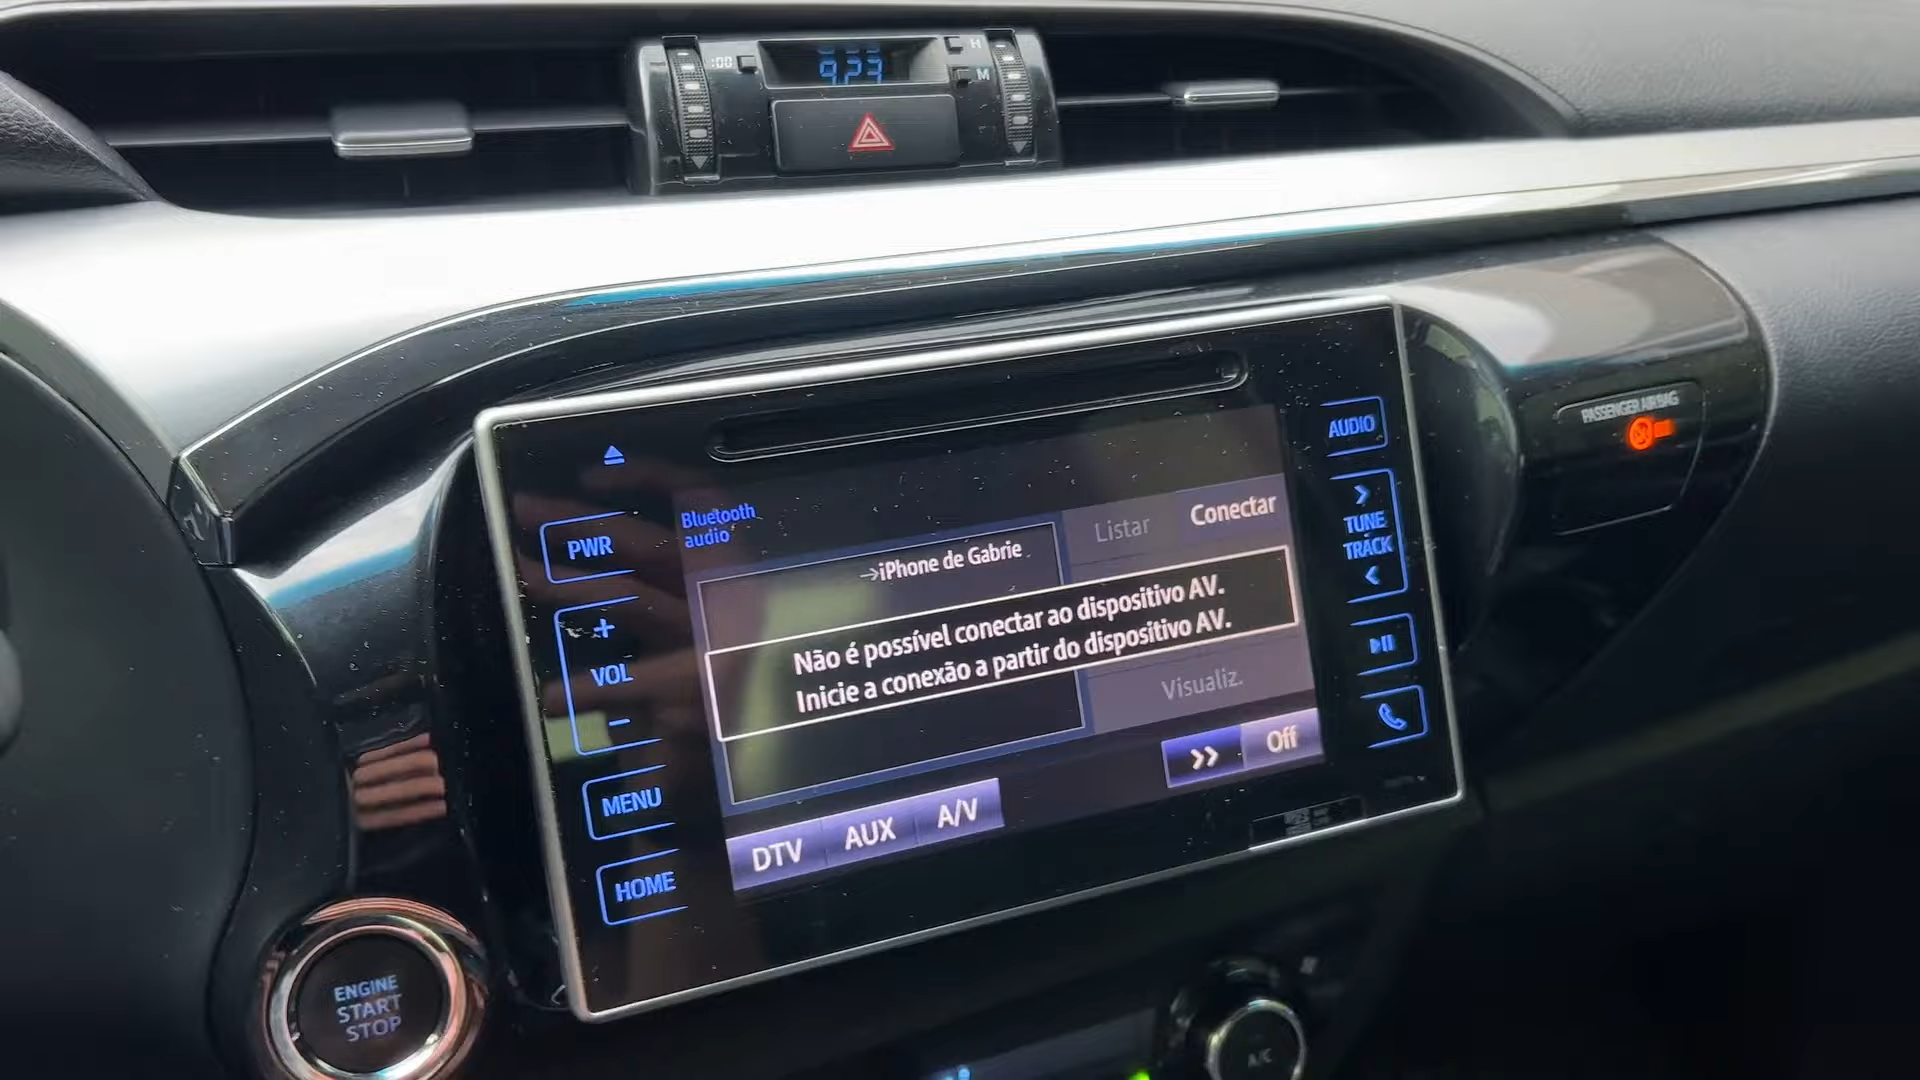 :00
H
9:23
M
PASSENGER AIRBAG
AUDIO
Bluetooth
audio
Listar
Conectar
TUNE
TRACK
PWR
→iPhone de Gabrie
Não é possível conectar ao dispositivo AV.
Inicie a conexão a partir do dispositivo AV.
VOL
Visualiz.
>>
Off
MENU
DTV
AUX
A/V
HOME
ENGINE
START
STOP
A/C